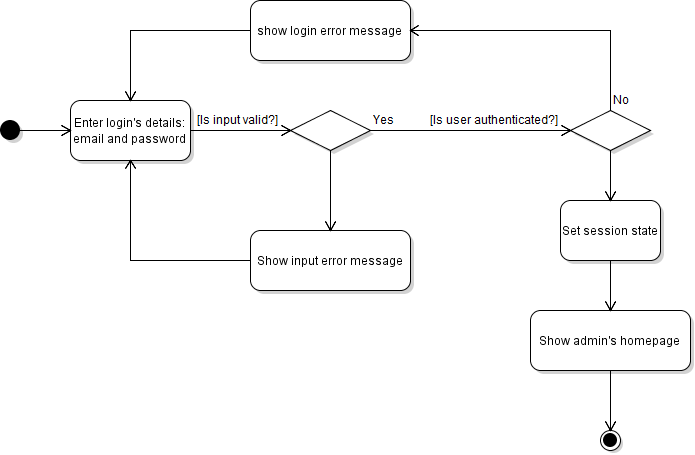 show login error message
No
Enter login's details:
email and password
[Is input valid?]
Yes
[Is user authenticated?]
Set session state
Show input error message
Show admin's homepage